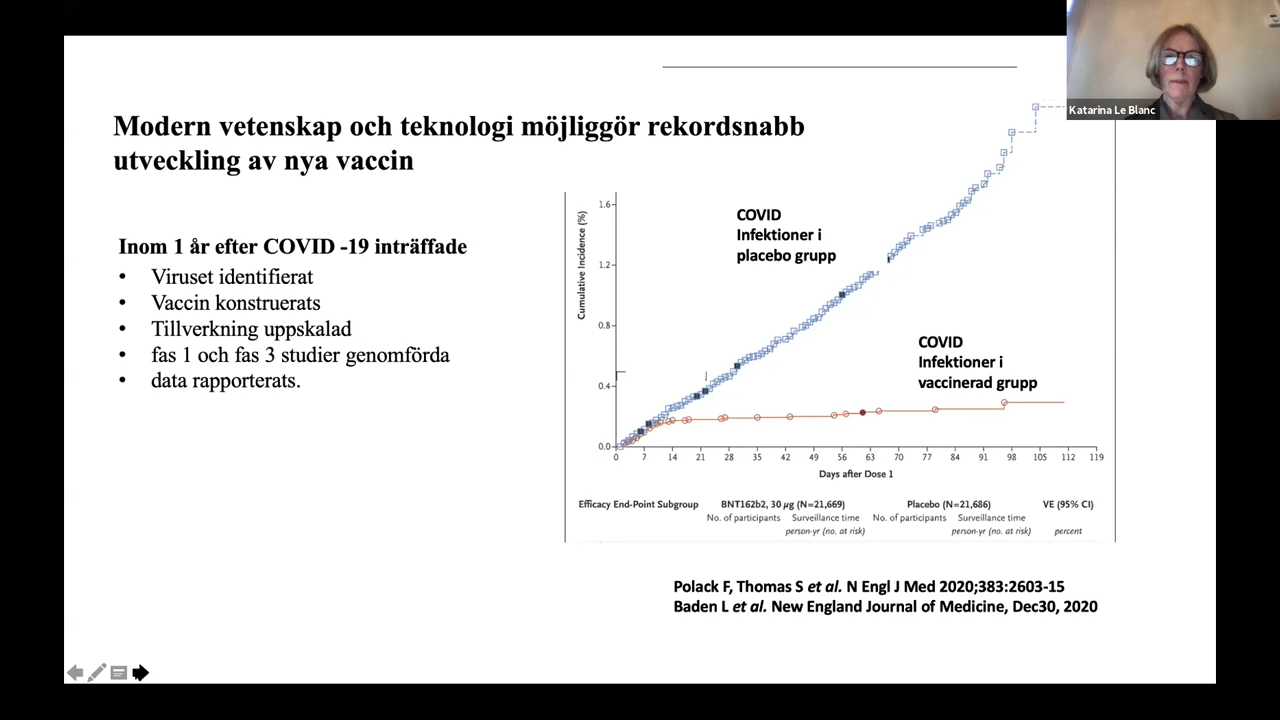 Katarina Le Blanc
Modern vetenskap och teknologi möjliggör rekordsnabb
utveckling av nya vaccin
Inom 1 år efter COVID -19 inträffade
• Viruset identifierat
• Vaccin konstruerats
• Tillverkning uppskalad
• fas 1 och fas 3 studier genomförda
• data rapporterats.
COVID
Infektioner i
placebo grupp
COVID
Infektioner i
vaccinerad grupp
Cumulative Incidence (%)
1.6
1.2
0.8
0.4
0.0
0 7 14 21 28 35 42 49 56 63 70 77 84 91 98 105 112 119
Days after Dose 1
Efficacy End-Point Subgroup BNT162b2, 30 μg (N=21,669) Placebo (N=21,686) VE (95% CI)
No. of participants Surveillance time No. of participants Surveillance time
person-yr (no. at risk) person-yr (no. at risk) percent
Polack F, Thomas S et al. N Engl J Med 2020;383:2603-15
Baden L et al. New England Journal of Medicine, Dec30, 2020